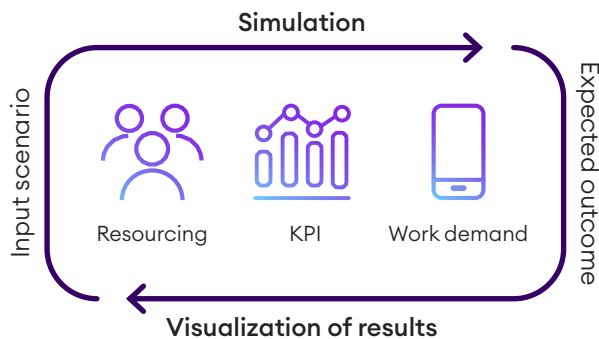 Simulation
Input scenario
Expected outcome
Resourcing
KPI
Work demand
Visualization of results